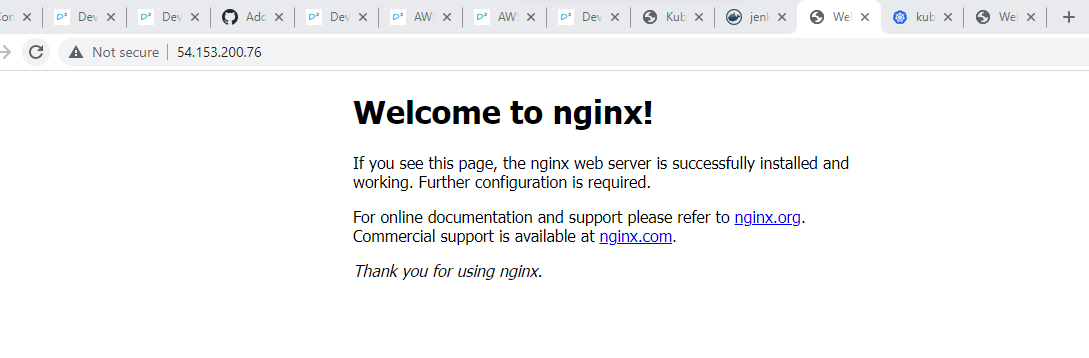 Dev Dev Add Dev AW AW Dev Kub jenl Wel kub Wel
Not secure 54.153.200.76
Welcome to nginx!
If you see this page, the nginx web server is successfully installed and
working. Further configuration is required.
For online documentation and support please refer to nginx.org.
Commercial support is available at nginx.com.
Thank you for using nginx.